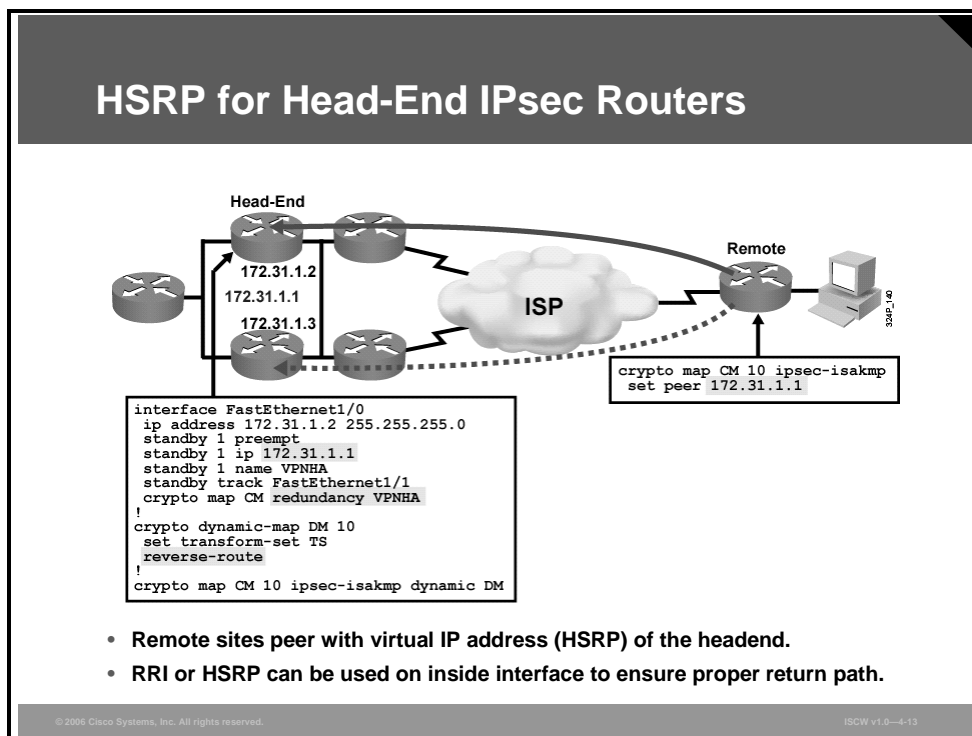 HSRP for Head-End IPsec Routers
Head-End
172.31.1.2
172.31.1.1
172.31.1.3
ISP
Remote
324P_140
crypto map CM 10 ipsec-isakmp
set peer 172.31.1.1
interface FastEthernet1/0
ip address 172.31.1.2 255.255.255.0
standby 1 preempt
standby 1 ip 172.31.1.1
standby 1 name VPNHA
standby track FastEthernet1/1
crypto map CM redundancy VPNHA
!
crypto dynamic-map DM 10
set transform-set TS
reverse-route
!
crypto map CM 10 ipsec-isakmp dynamic DM
• Remote sites peer with virtual IP address (HSRP) of the headend.
• RRI or HSRP can be used on inside interface to ensure proper return path.
© 2006 Cisco Systems, Inc. All rights reserved.
ISCW v1.0—4-13